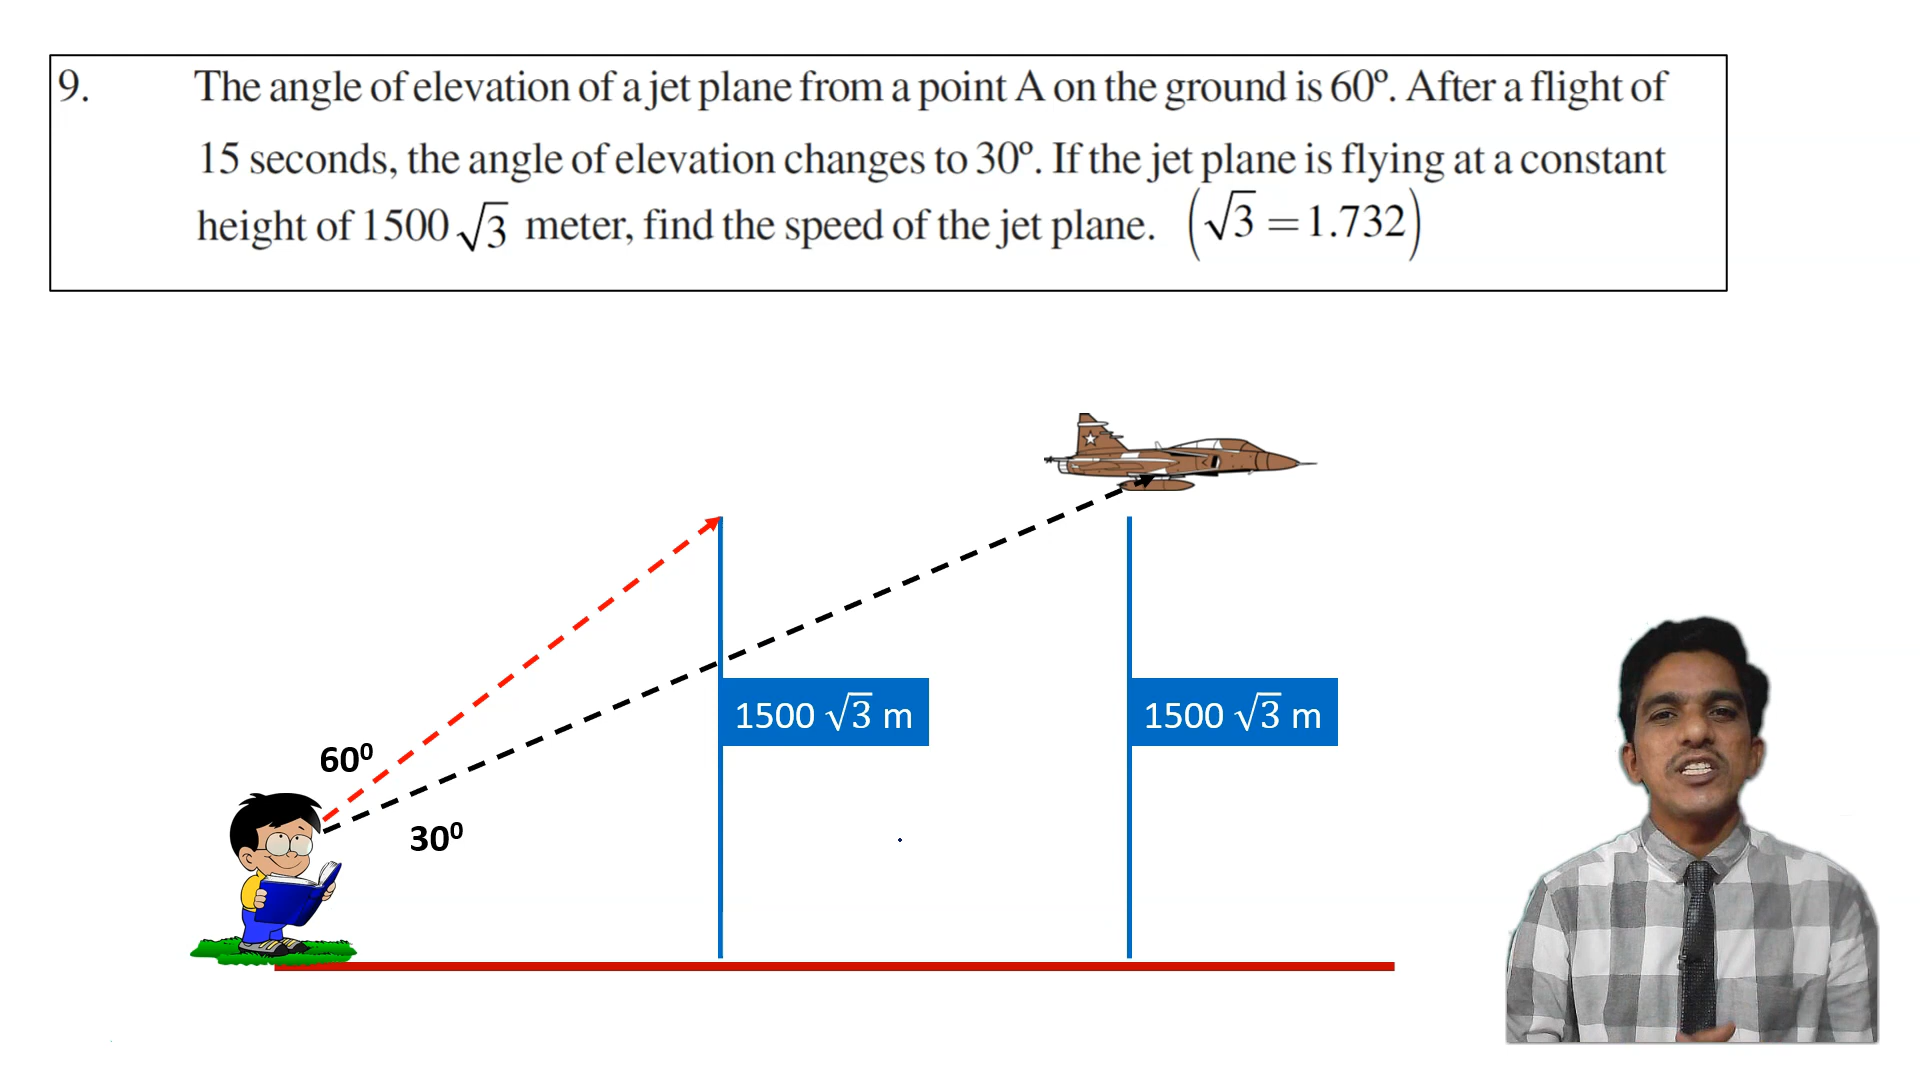 9. The angle of elevation of a jet plane from a point A on the ground is 60º. After a flight of
15 seconds, the angle of elevation changes to 30º. If the jet plane is flying at a constant
height of 1500 √3 meter, find the speed of the jet plane. (√3 = 1.732)
1500 √3 m
1500 √3 m
60⁰
30⁰